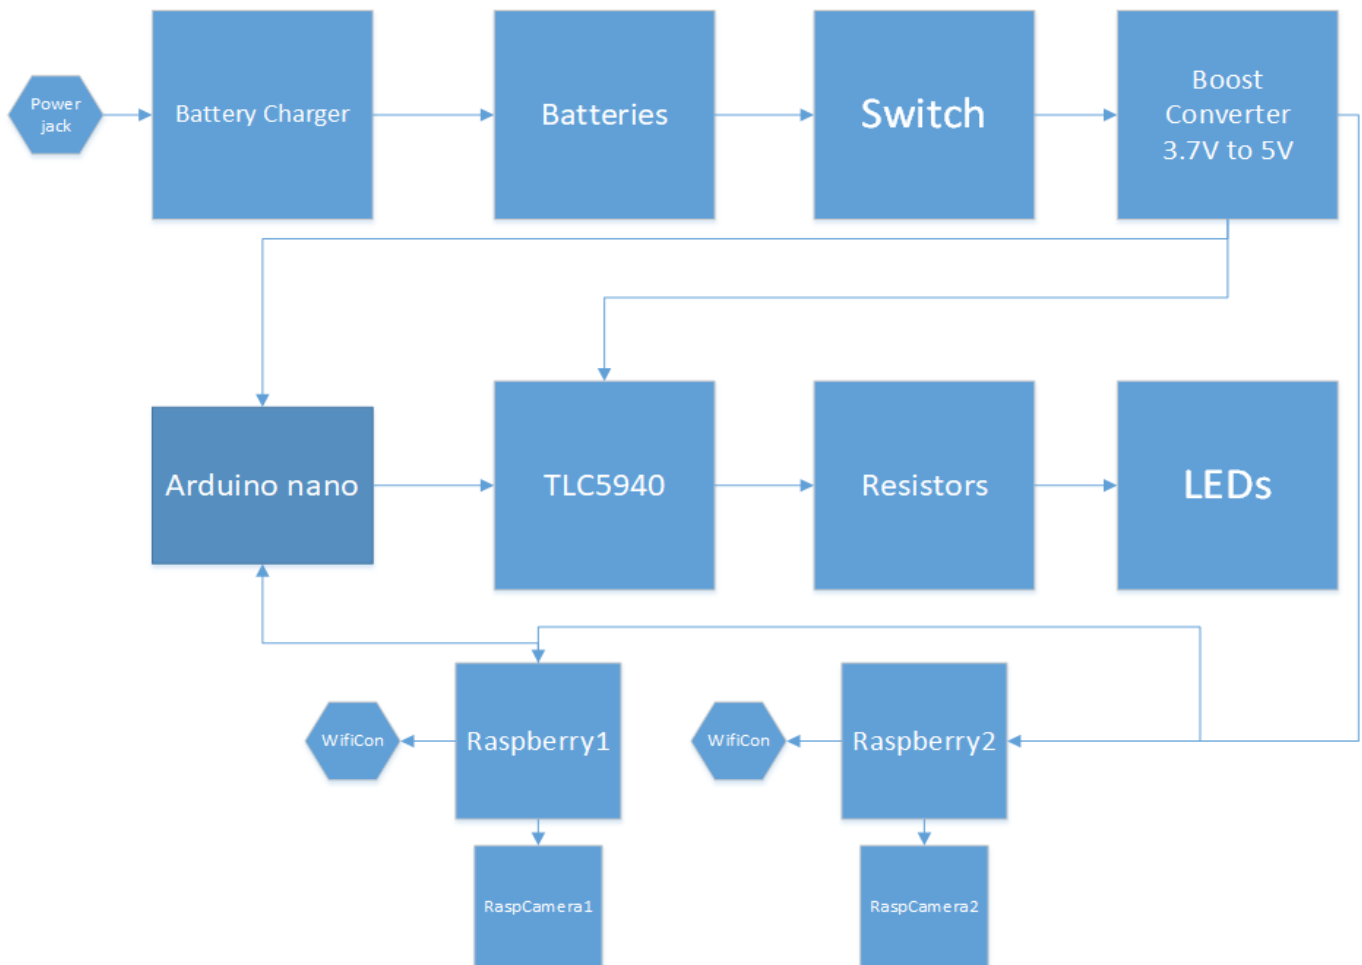 Power
jack
Battery Charger
Batteries
Switch
Boost
Converter
3.7V to 5V
Arduino nano
TLC5940
Resistors
LEDs
WifiCon
Raspberry1
WifiCon
Raspberry2
RaspCamera1
RaspCamera2